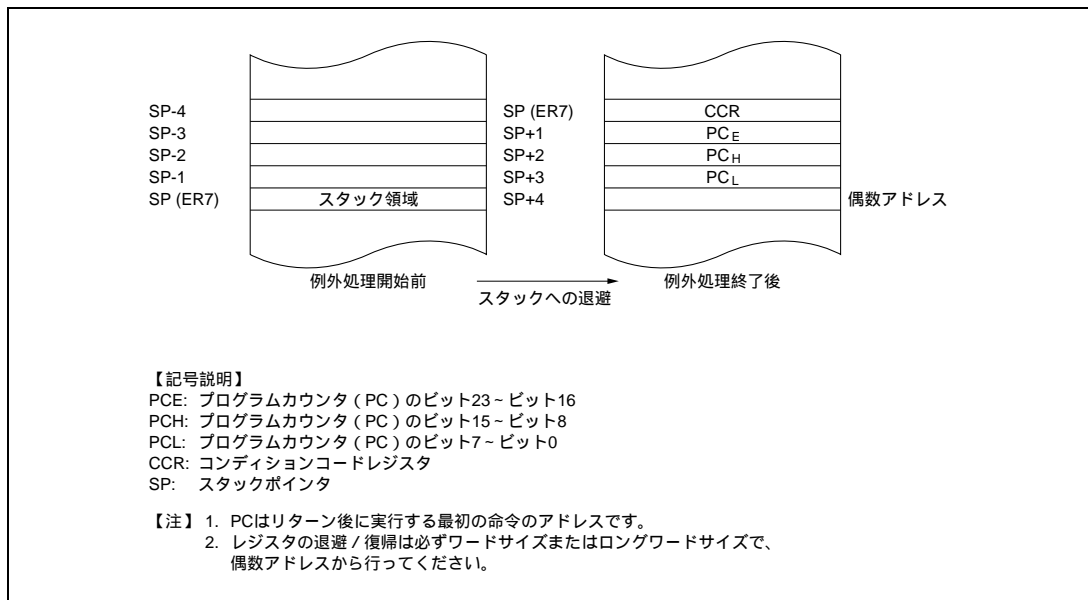 SP-4
SP-3
SP-2
SP-1
SP (ER7)
スタック領域
SP (ER7)
SP+1
SP+2
SP+3
SP+4
CCR
PCE
PCH
PCL
偶数アドレス
例外処理開始前
スタックへの退避
例外処理終了後
【記号説明】
PCE: プログラムカウンタ(PC)のビット23~ビット16
PCH: プログラムカウンタ(PC)のビット15~ビット8
PCL: プログラムカウンタ(PC)のビット7~ビット0
CCR: コンディションコードレジスタ
SP: スタックポインタ
【注】 1. PCはリターン後に実行する最初の命令のアドレスです。
2. レジスタの退避/復帰は必ずワードサイズまたはロングワードサイズで、
偶数アドレスから行ってください。